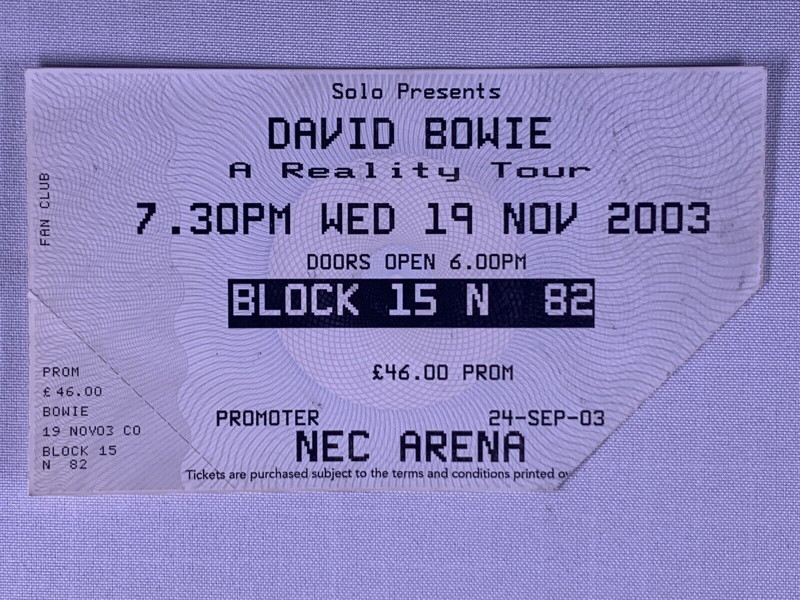 Solo Presents
DAVID BOWIE
A Reality Tour
7.30PM WED 19 NOV 2003
DOORS OPEN 6.00PM
BLOCK 15 N 82
£46.00 PROM
PROMOTER 24-SEP-03
NEC ARENA
Tickets are purchased subject to the terms and conditions printed
FAN CLUB
PROM
£46.00
BOWIE
19 NOV03 CO
BLOCK 15
N 82